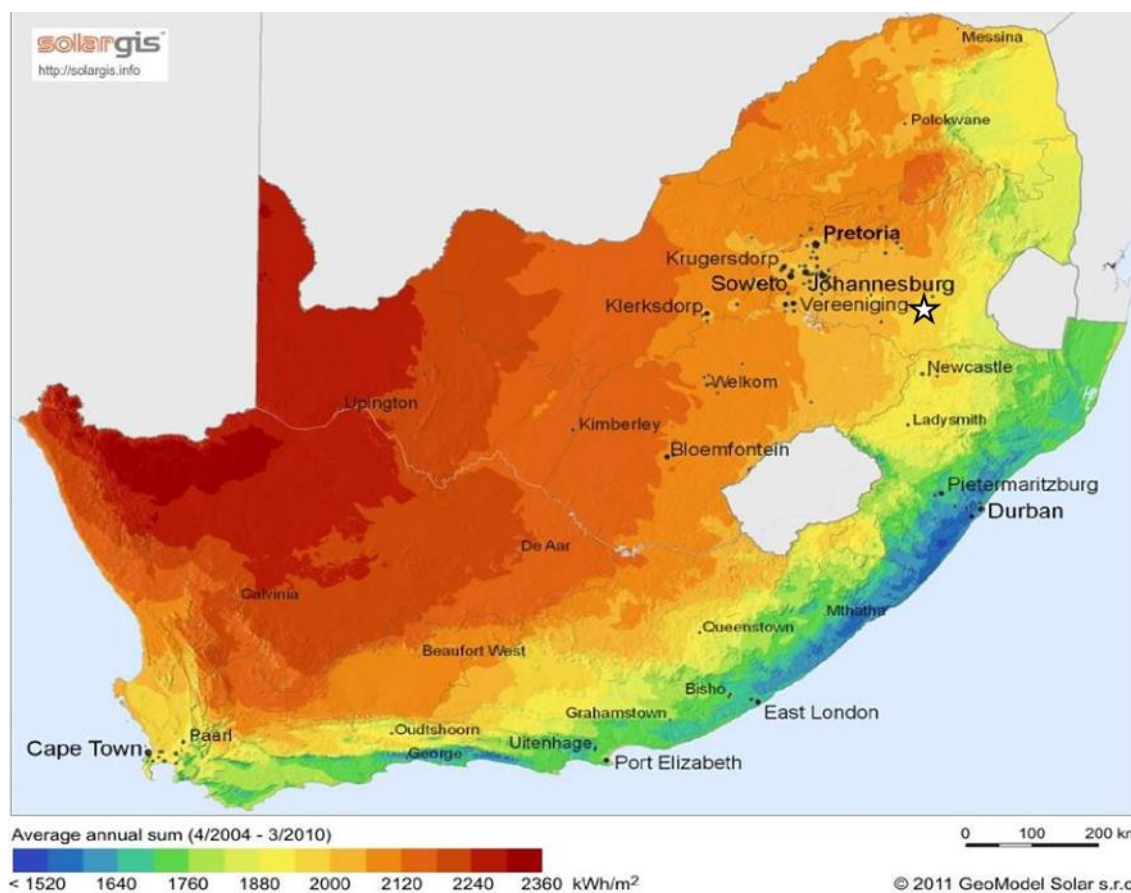 solargis
http://solargis.info
Messina
Polokwane
Pretoria
Krugersdorp
Soweto Johannesburg
Klerksdorp Vereeniging
Newcastle
Welkom
Upington
Ladysmith
Kimberley
Bloemfontein
Pietermaritzburg
Durban
De Aar
Calvinia
Mthatha
Queenstown
Beaufort West
Bisho
East London
Grahamstown
Oudtshoorn
Paarl
Uitenhage
Cape Town
George
Port Elizabeth
Average annual sum (4/2004 - 3/2010)
0 100 200 km
< 1520 1640 1760 1880 2000 2120 2240 2360 kWh/m²
© 2011 GeoModel Solar s.r.o.